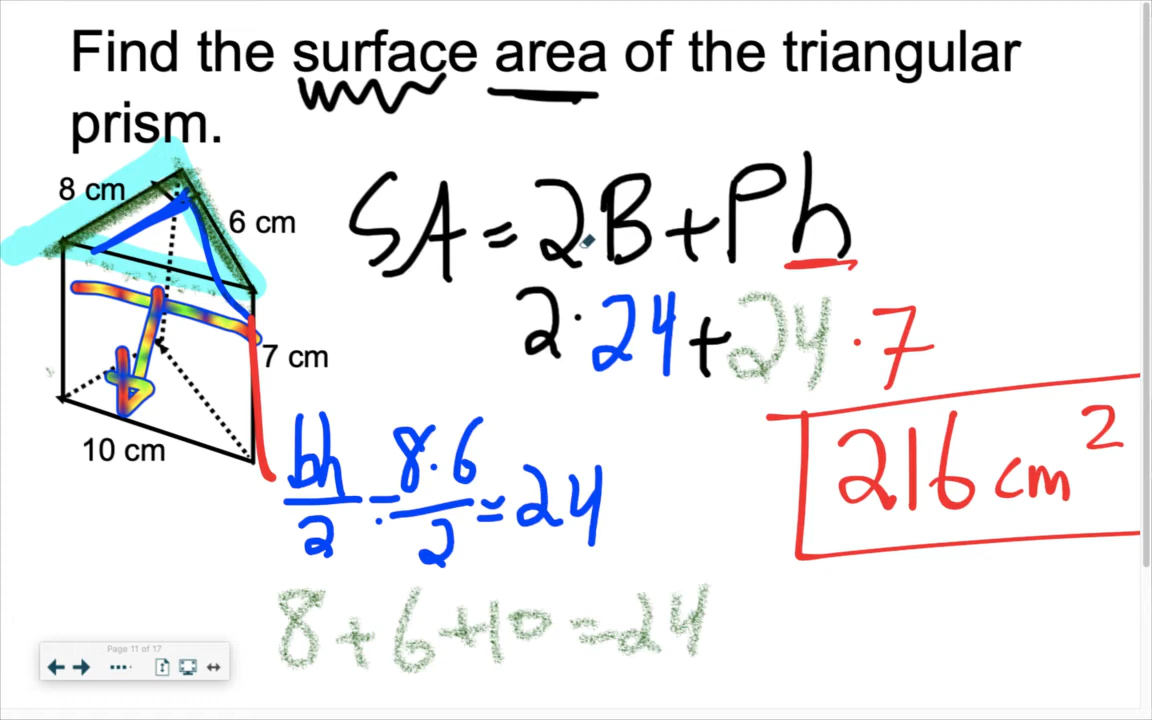 Find the surface area of the triangular
prism.
8 cm
6 cm
SA = 2B + Ph
2 · 24 + 24 · 7
7 cm
10 cm
bh/2 = 8·6/2 = 24
216 cm²
8 + 6 + 10 = 24
Page 11 of 17